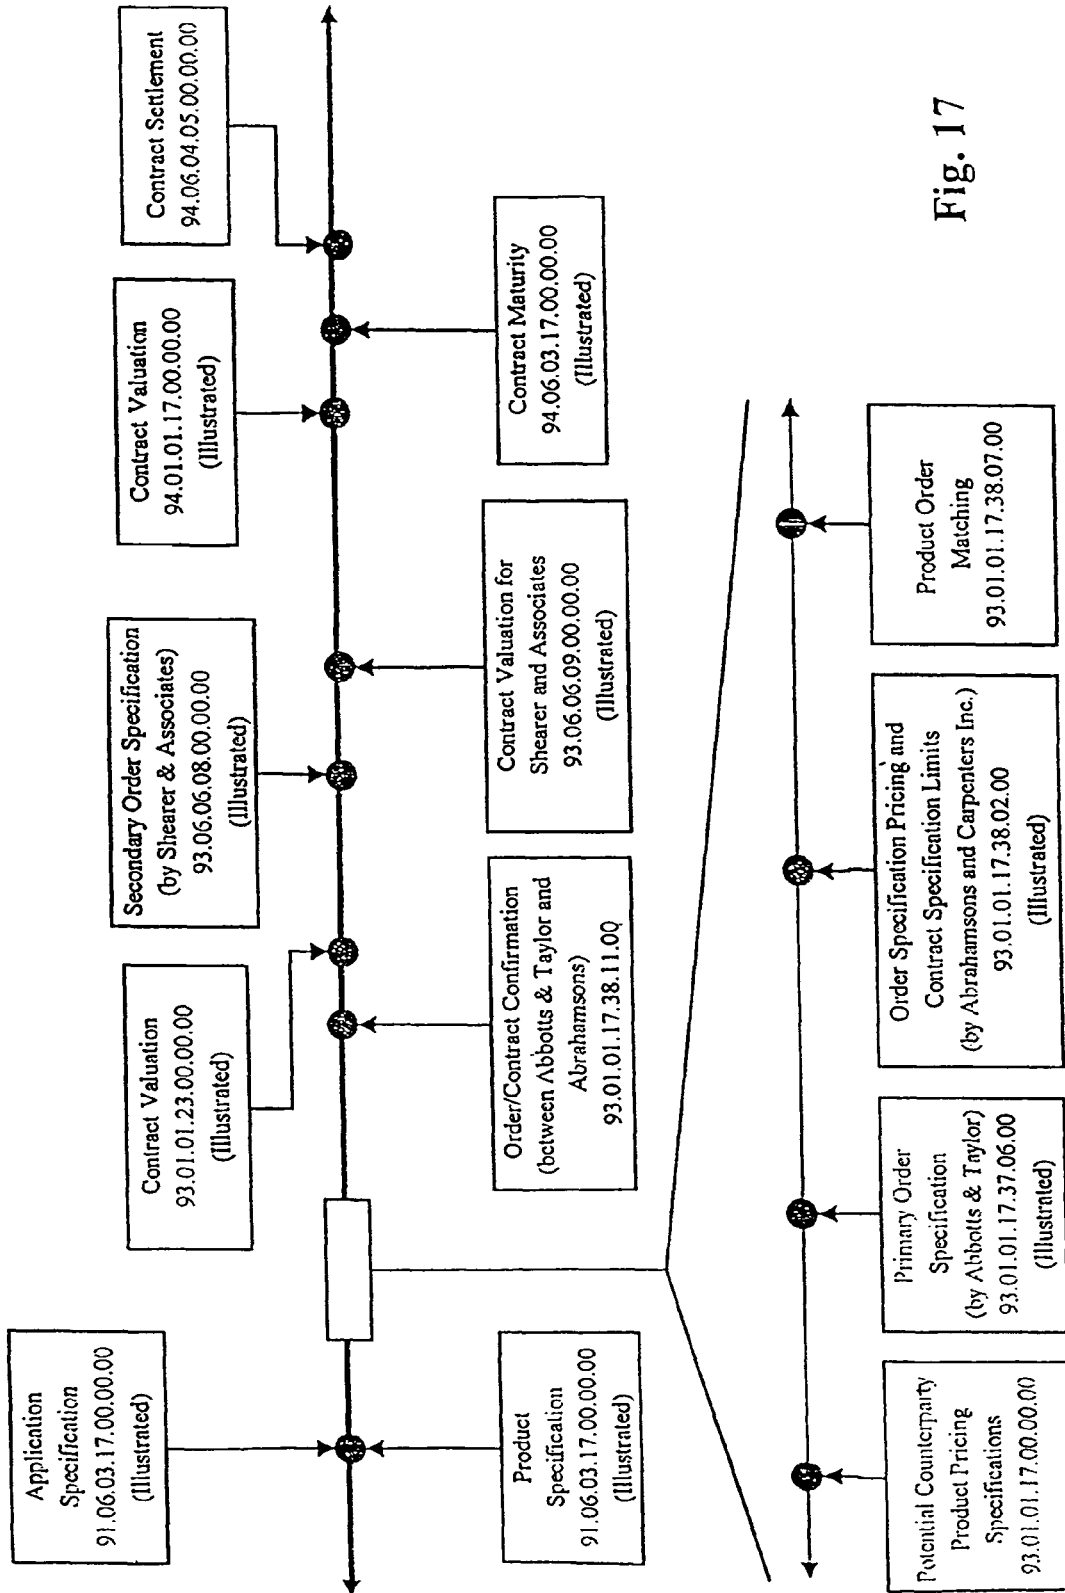 Application
Specification
91.06.03.17.00.00.00
(Illustrated)
Contract Valuation
93.01.01.23.00.00.00
(Illustrated)
Secondary Order Specification
(by Shearer & Associates)
93.06.06.08.00.00.00
(Illustrated)
Contract Valuation
94.01.01.17.00.00.00
(Illustrated)
Contract Settlement
94.06.04.05.00.00.00
Product
Specification
91.06.03.17.00.00.00
(Illustrated)
Order/Contract Confirmation
(between Abbotts & Taylor and
Abrahamsons)
93.01.01.17.38.11.00
Contract Valuation for
Shearer and Associates
93.06.06.09.00.00.00
(Illustrated)
Contract Maturity
94.06.03.17.00.00.00
(Illustrated)
Potential Counterparty
Product Pricing
Specifications
93.01.01.17.00.00.00
Primary Order
Specification
(by Abbotts & Taylor)
93.01.01.17.37.06.00
(Illustrated)
Order Specification Pricing and
Contract Specification Limits
(by Abrahamsons and Carpenters Inc.)
93.01.01.17.38.02.00
(Illustrated)
Product Order
Matching
93.01.01.17.38.07.00
Fig. 17